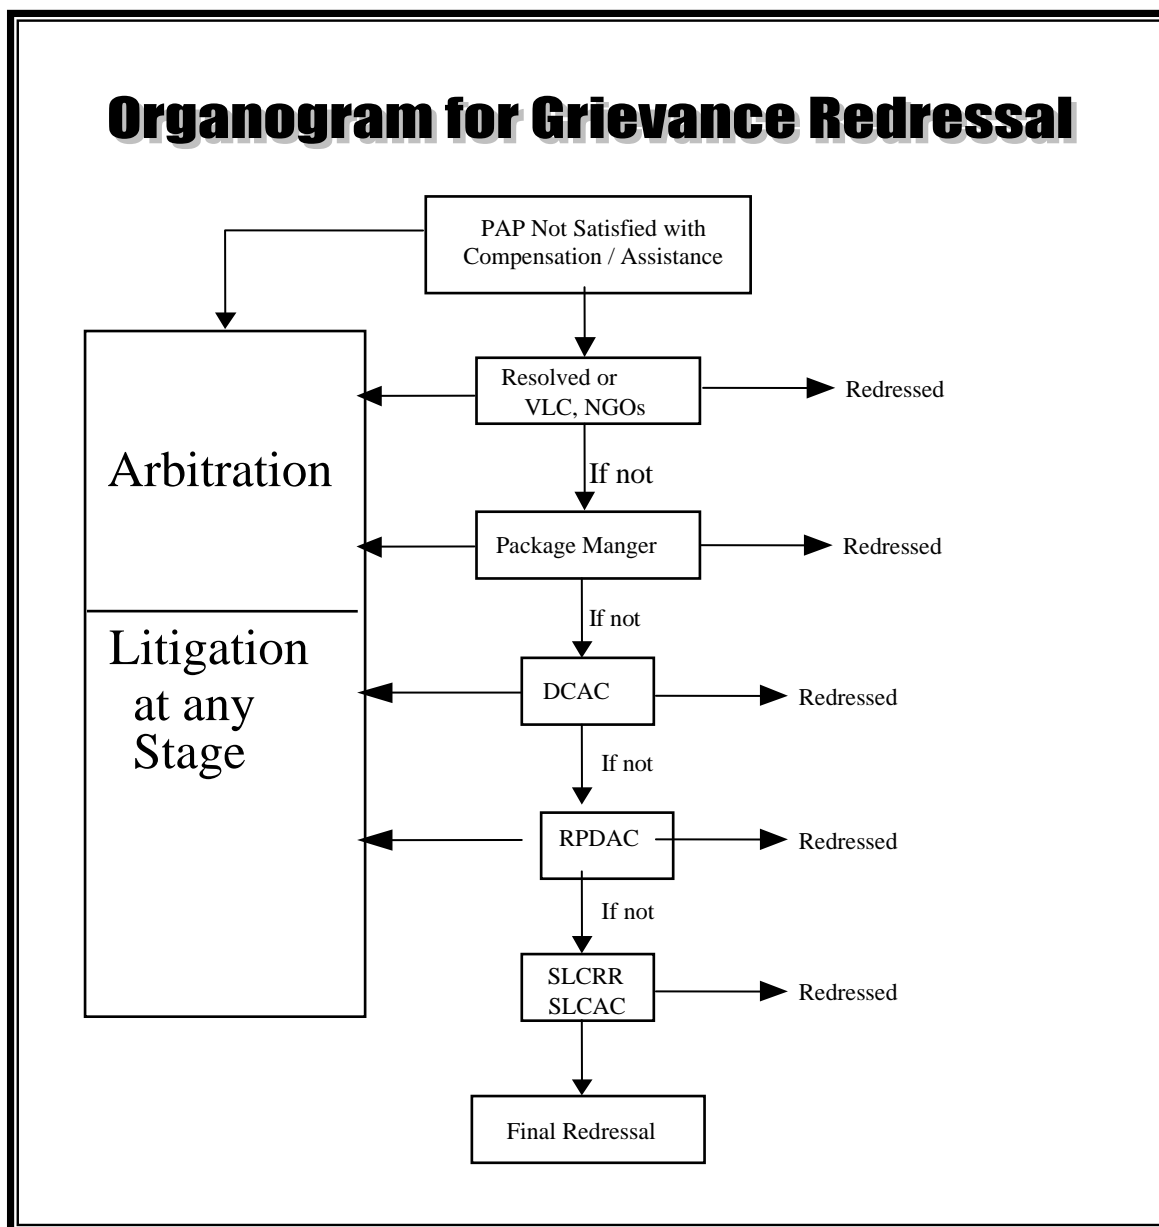 Organogram for Grievance Redressal
PAP Not Satisfied with
Compensation / Assistance
Resolved or
VLC, NGOs
Redressed
Arbitration
If not
Package Manger
Redressed
If not
Litigation
at any
Stage
DCAC
Redressed
If not
RPDAC
Redressed
If not
SLCRR
SLCAC
Redressed
Final Redressal